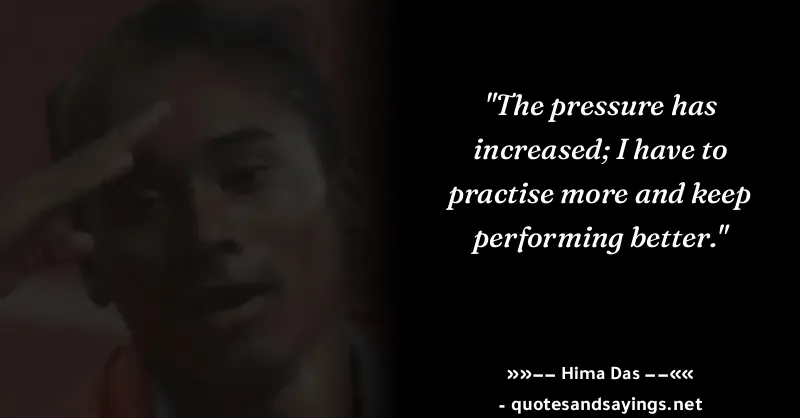 "The pressure has
increased; I have to
practise more and keep
performing better."
»»–– Hima Das ––««
- quotesandsayings.net